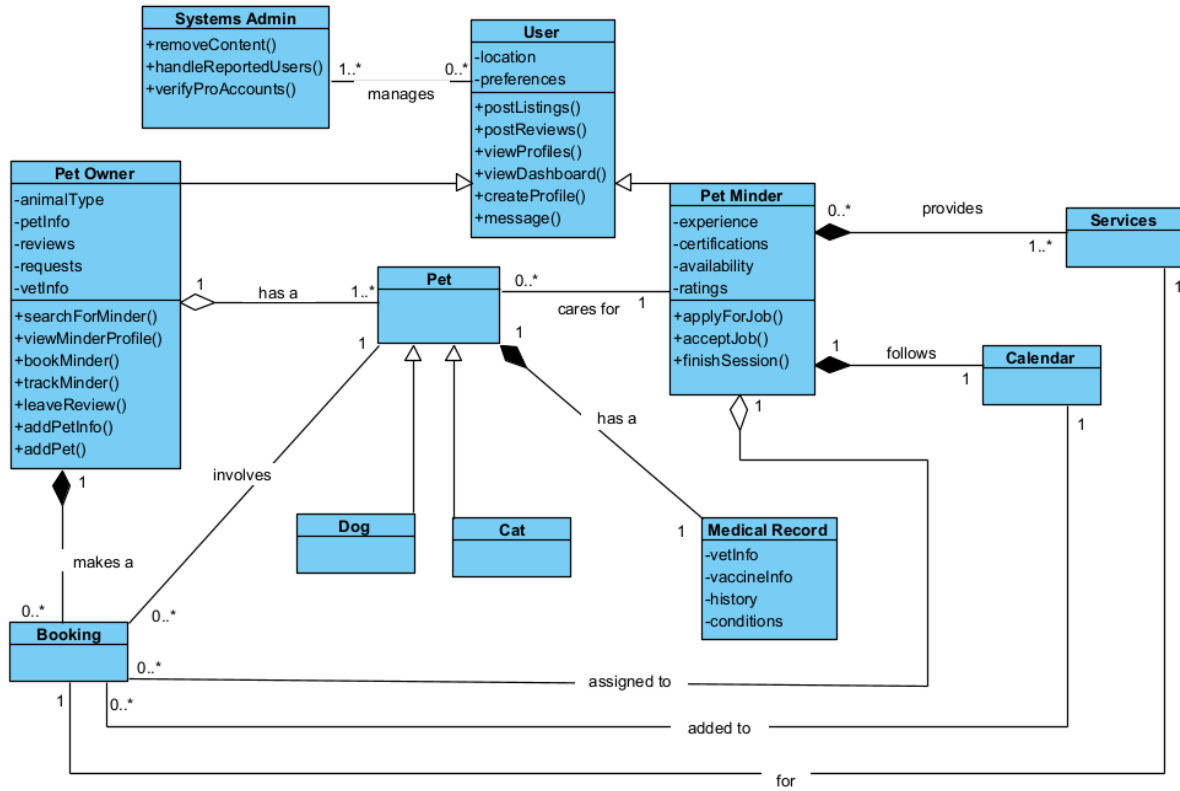 Systems Admin
+removeContent()
+handleReportedUsers()
+verifyProAccounts()
1..*
0..*
manages
User
-location
-preferences
+postListings()
+postReviews()
+viewProfiles()
+viewDashboard()
+createProfile()
+message()
Pet Owner
-animalType
-petInfo
-reviews
-requests
-vetInfo
+searchForMinder()
+viewMinderProfile()
+bookMinder()
+trackMinder()
+leaveReview()
+addPetInfo()
+addPet()
1
has a
1..*
Pet
0..*
cares for
1
Pet Minder
-experience
-certifications
-availability
-ratings
+applyForJob()
+acceptJob()
+finishSession()
0..*
provides
1..*
Services
1
1
follows
1
Calendar
1
1
1
has a
1
1
involves
0..*
Dog
Cat
Medical Record
-vetInfo
-vaccineInfo
-history
-conditions
1
makes a
0..*
Booking
0..*
assigned to
1
0..*
added to
for